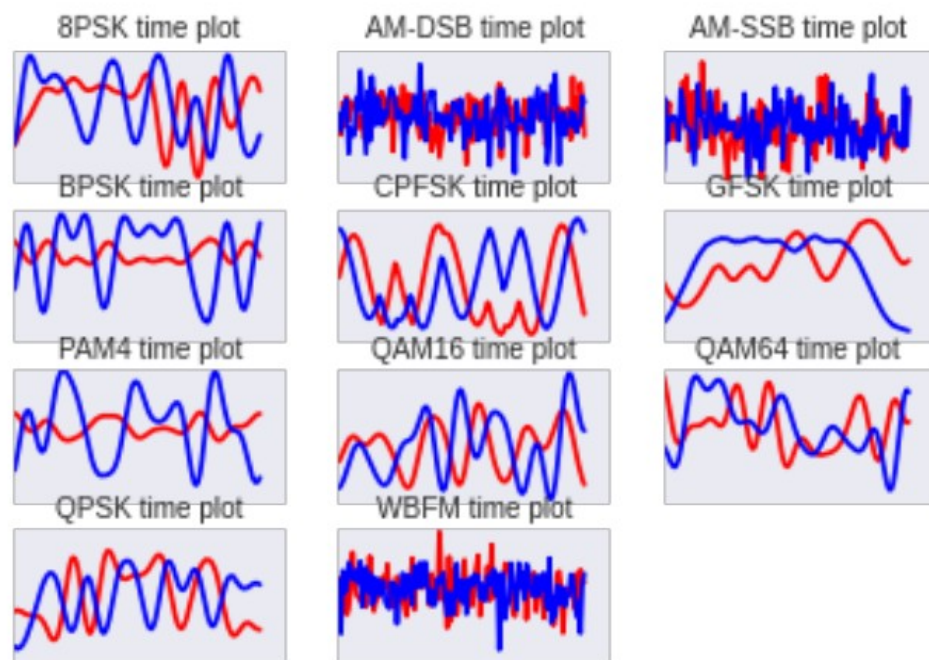 8PSK time plot AM-DSB time plot AM-SSB time plot
BPSK time plot CPFSK time plot GFSK time plot
PAM4 time plot QAM16 time plot QAM64 time plot
QPSK time plot WBFM time plot